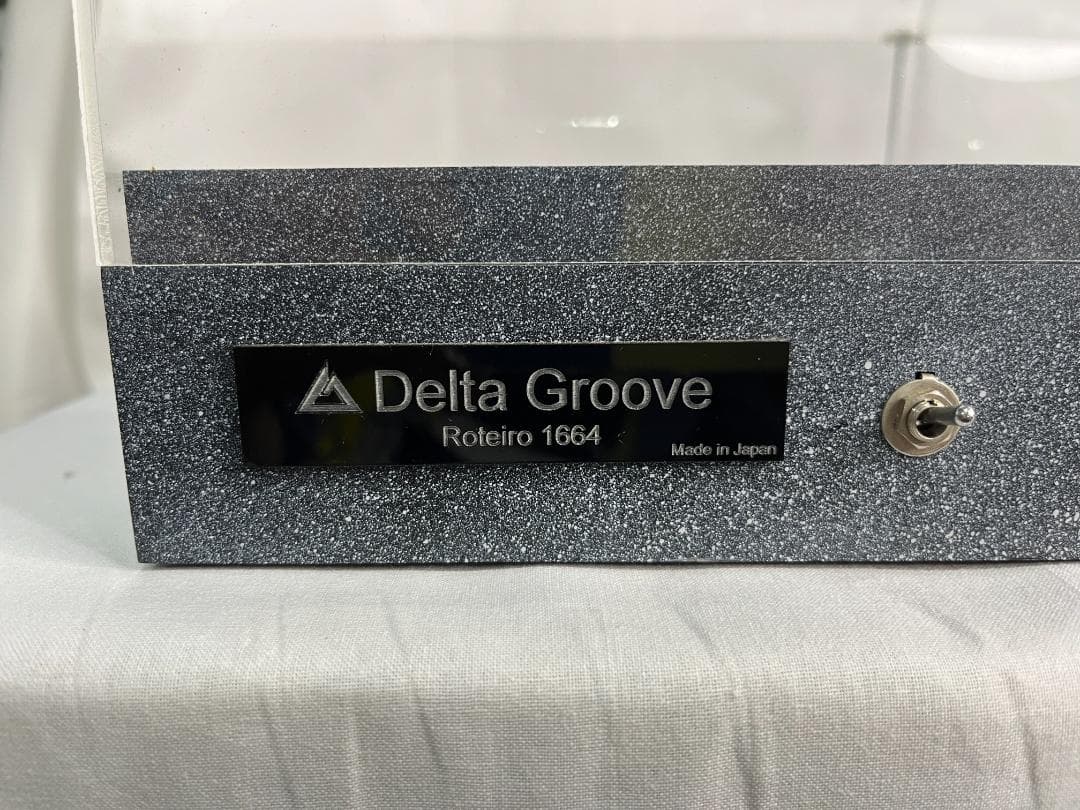 Delta Groove
Roteiro 1664
Made in Japan